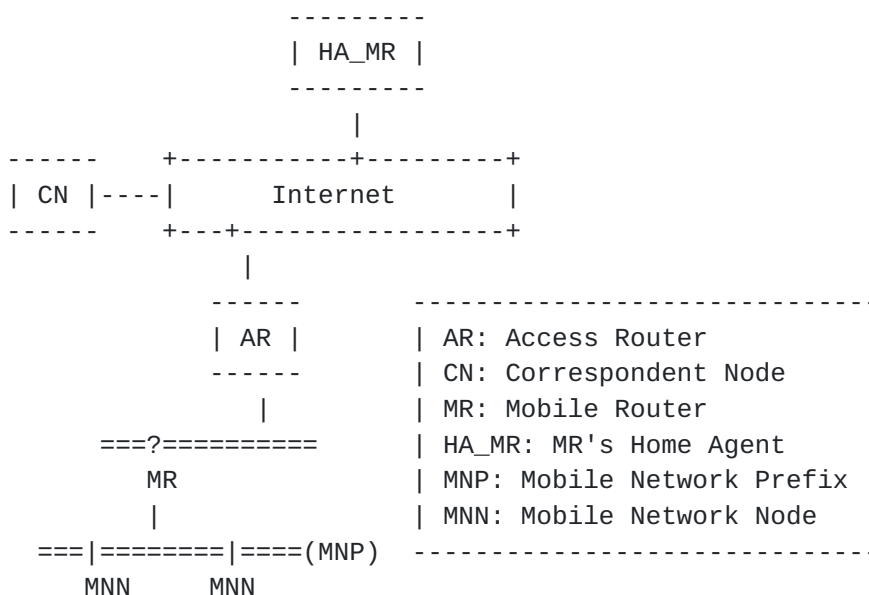 ---------
                  | HA_MR |
                  ---------
                      |
------    +------------+---------+
| CN |----|      Internet       |
------    +---+-----------------+
               |
             ------       ------------------------------
             | AR |       | AR: Access Router
             ------       | CN: Correspondent Node
                |         | MR: Mobile Router
      ===?==========      | HA_MR: MR's Home Agent
         MR               | MNP: Mobile Network Prefix
         |                | MNN: Mobile Network Node
  ===|========|====(MNP)  ------------------------------
     MNN     MNN